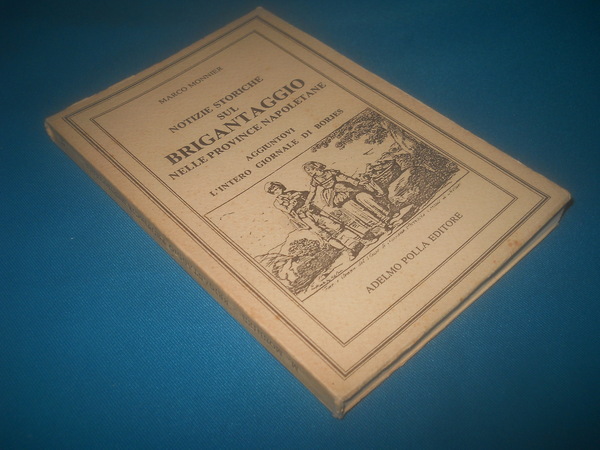 MARCO MONNIER
NOTIZIE STORICHE
SUL
BRIGANTAGGIO
NELLE PROVINCE NAPOLETANE
AGGIUNTOVI
L'INTERO GIORNALE DI BORJES
ADELMO POLLA EDITORE